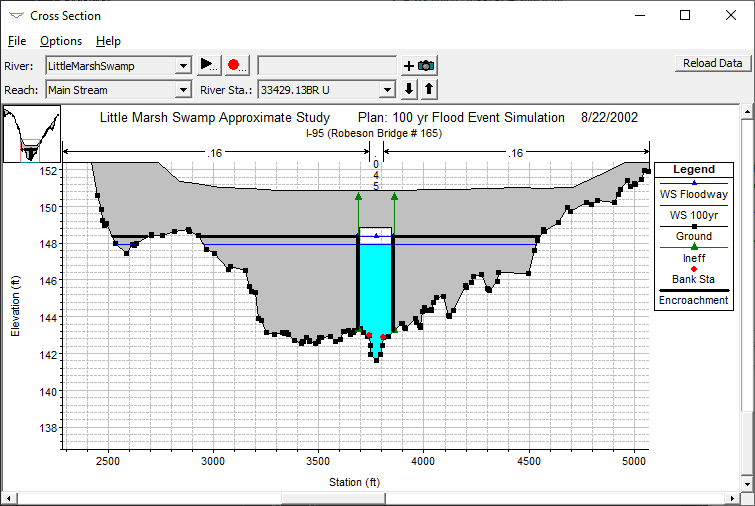 Cross Section
File Options Help
River: LittleMarshSwamp ... ... + Reload Data
Reach: Main Stream River Sta.: 33429.13BR U
Little Marsh Swamp Approximate Study Plan: 100 yr Flood Event Simulation 8/22/2002
I-95 (Robeson Bridge # 165)
.16 .045 .16
Legend
WS Floodway
WS 100yr
Ground
Ineff
Bank Sta
Encroachment
152
150
148
146
144
142
140
138
Elevation (ft)
2500 3000 3500 4000 4500 5000
Station (ft)